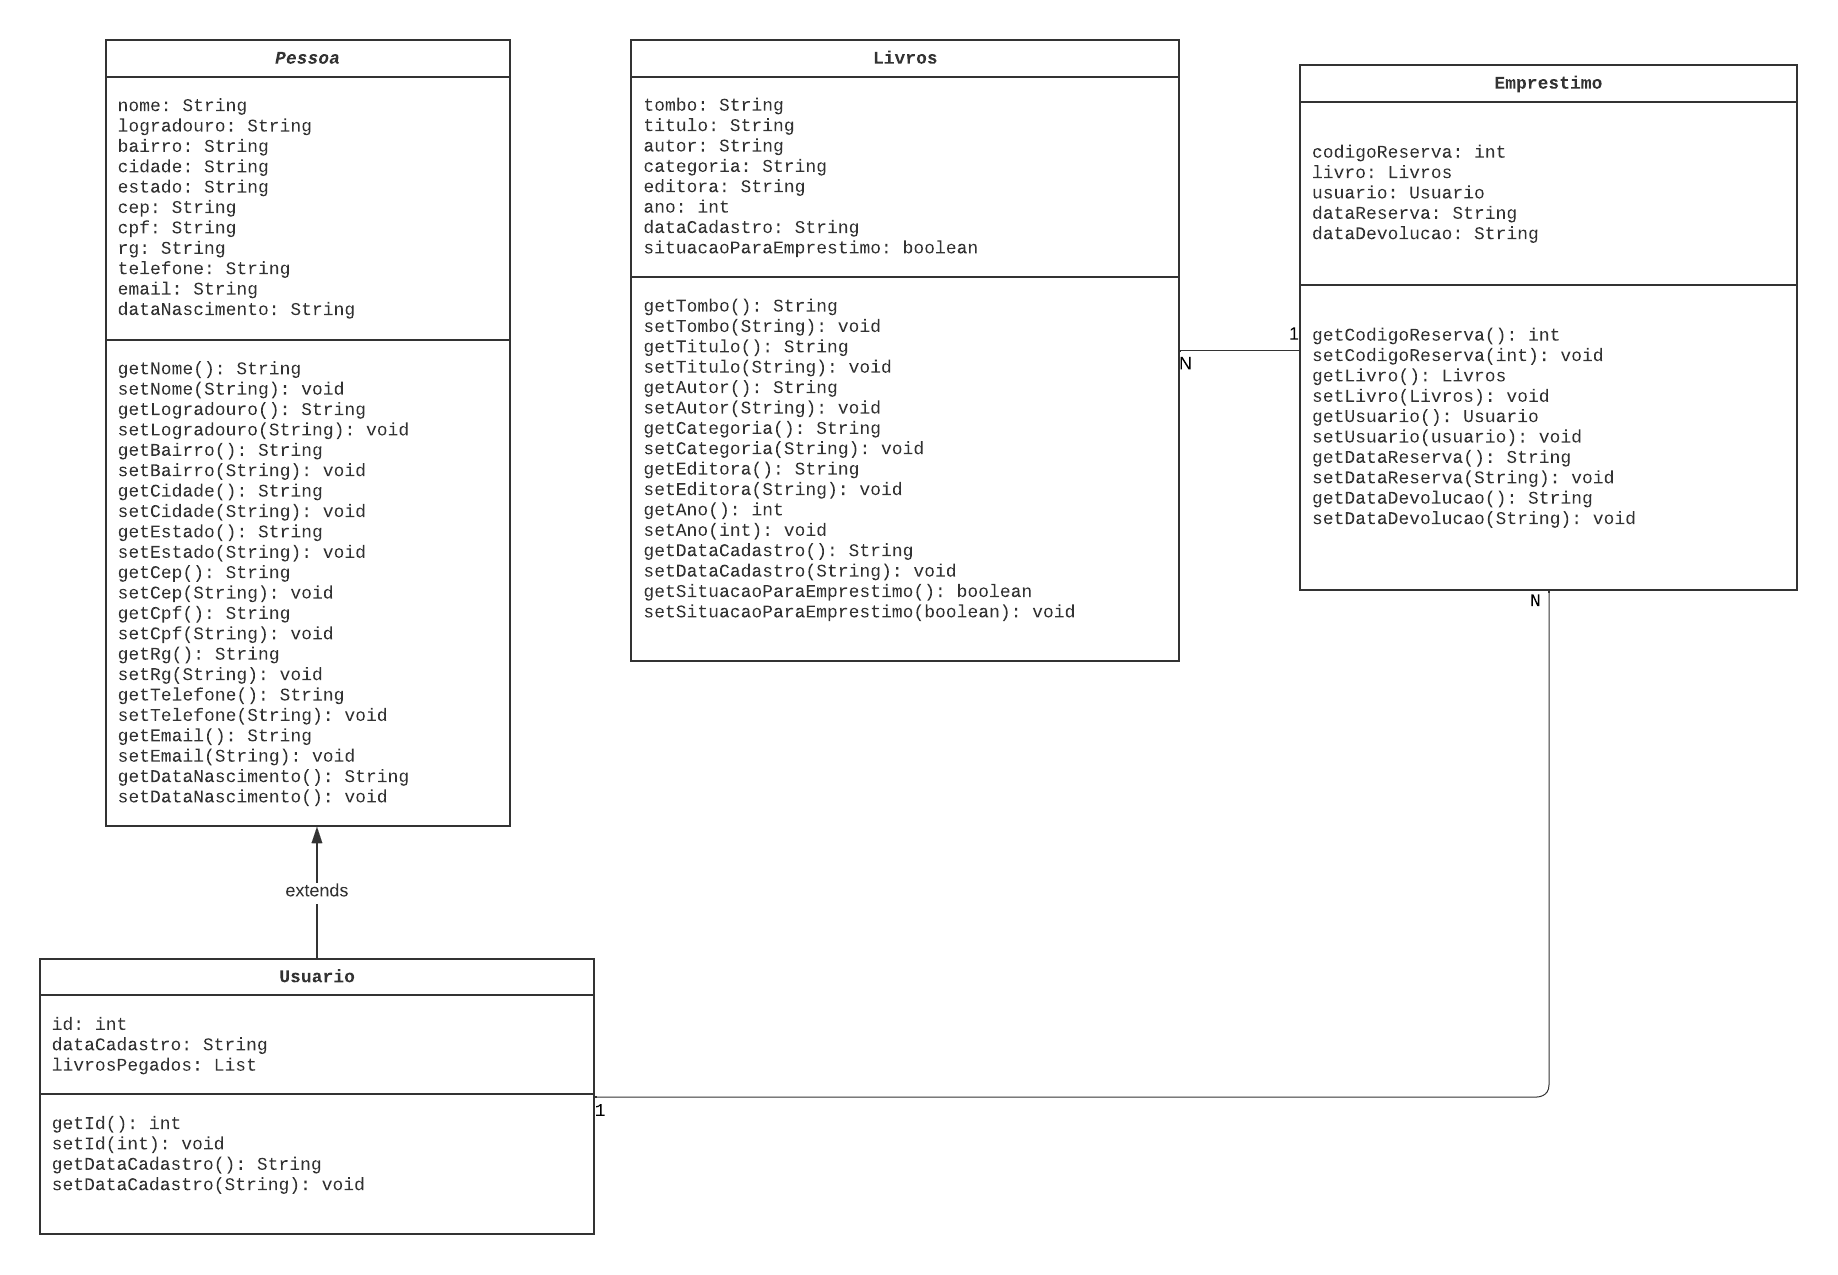 Pessoa
nome: String
logradouro: String
bairro: String
cidade: String
estado: String
cep: String
cpf: String
rg: String
telefone: String
email: String
dataNascimento: String
getNome(): String
setNome(String): void
getLogradouro(): String
setLogradouro(String): void
getBairro(): String
setBairro(String): void
getCidade(): String
setCidade(String): void
getEstado(): String
setEstado(String): void
getCep(): String
setCep(String): void
getCpf(): String
setCpf(String): void
getRg(): String
setRg(String): void
getTelefone(): String
setTelefone(String): void
getEmail(): String
setEmail(String): void
getDataNascimento(): String
setDataNascimento(): void
Livros
tombo: String
titulo: String
autor: String
categoria: String
editora: String
ano: int
dataCadastro: String
situacaoParaEmprestimo: boolean
getTombo(): String
setTombo(String): void
getTitulo(): String
setTitulo(String): void
getAutor(): String
setAutor(String): void
getCategoria(): String
setCategoria(String): void
getEditora(): String
setEditora(String): void
getAno(): int
setAno(int): void
getDataCadastro(): String
setDataCadastro(String): void
getSituacaoParaEmprestimo(): boolean
setSituacaoParaEmprestimo(boolean): void
1
N
Emprestimo
codigoReserva: int
livro: Livros
usuario: Usuario
dataReserva: String
dataDevolucao: String
getCodigoReserva(): int
setCodigoReserva(int): void
getLivro(): Livros
setLivro(Livros): void
getUsuario(): Usuario
setUsuario(usuario): void
getDataReserva(): String
setDataReserva(String): void
getDataDevolucao(): String
setDataDevolucao(String): void
N
extends
Usuario
id: int
dataCadastro: String
livrosPegados: List
getId(): int
setId(int): void
getDataCadastro(): String
setDataCadastro(String): void
1